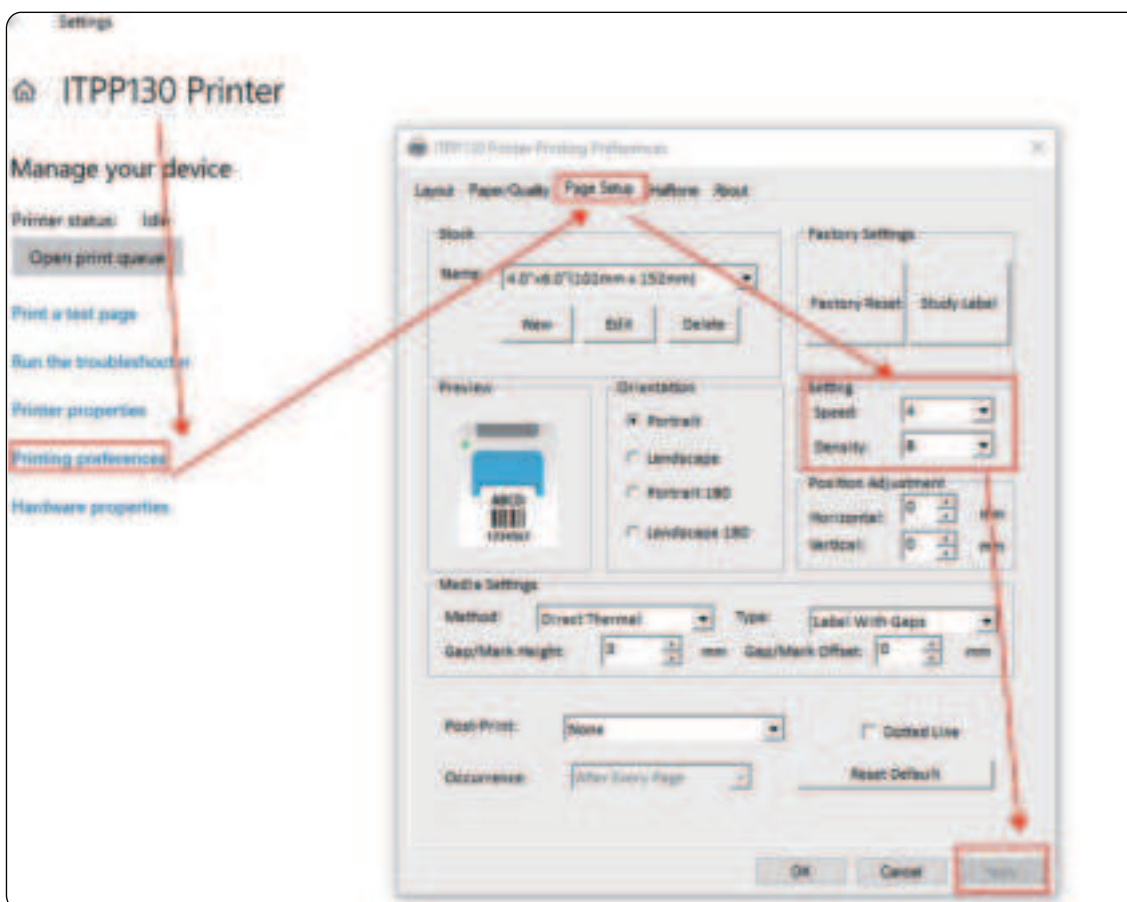 Settings
ITPP130 Printer
Manage your device
Printer status: Idle
Open print queue
Print a test page
Run the troubleshooter
Printer properties
Printing preferences
Hardware properties
ITPP130 Printer Printing Preferences
Layout Paper/Quality Page Setup Halftone About
Stock
Name: 4.0"x6.0"(102mm x 152mm)
New Edit Delete
Factory Settings
Factory Reset Study Label
Preview
ABCD
1234567
Orientation
Portrait
Landscape
Portrait 180
Landscape 180
Setting
Speed: 4
Density: 8
Position Adjustment
Horizontal: 0 mm
Vertical: 0 mm
Media Settings
Method: Direct Thermal Type: Label With Gaps
Gap/Mark Height: 3 mm Gap/Mark Offset: 0 mm
Post-Print: None Dotted Line
Occurrence: After Every Page Reset Default
OK Cancel Apply